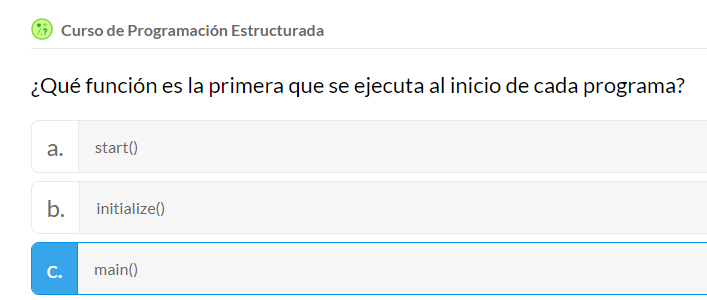 Curso de Programación Estructurada
¿Qué función es la primera que se ejecuta al inicio de cada programa?
a. start()
b. initialize()
c. main()